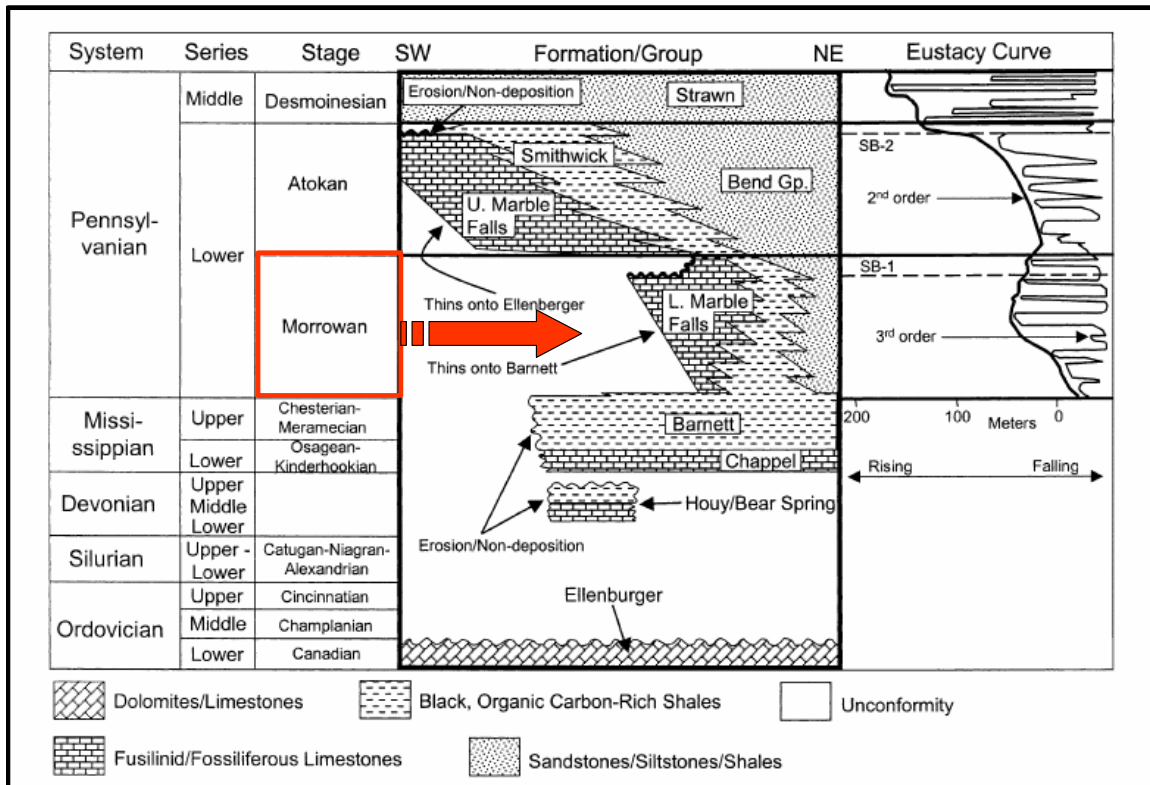 System Series Stage SW Formation/Group NE Eustacy Curve
Middle Desmoinesian Erosion/Non-deposition Strawn
Pennsyl-
vanian
Lower
Atokan
Smithwick
Bend Gp.
U. Marble
Falls
SB-2
2nd order
Morrowan
Thins onto Ellenberger
L. Marble
Falls
Thins onto Barnett
SB-1
3rd order
Missi-
ssippian
Upper
Chesterian-
Meramecian
Barnett
200 100 0
Meters
Lower
Osagean-
Kinderhookian
Chappel
Rising Falling
Devonian
Upper
Middle
Lower
Houy/Bear Spring
Erosion/Non-deposition
Silurian
Upper -
Lower
Catugan-Niagran-
Alexandrian
Ordovician
Upper Cincinnatian
Middle Champlanian
Lower Canadian
Ellenburger
Dolomites/Limestones
Black, Organic Carbon-Rich Shales
Unconformity
Fusilinid/Fossiliferous Limestones
Sandstones/Siltstones/Shales